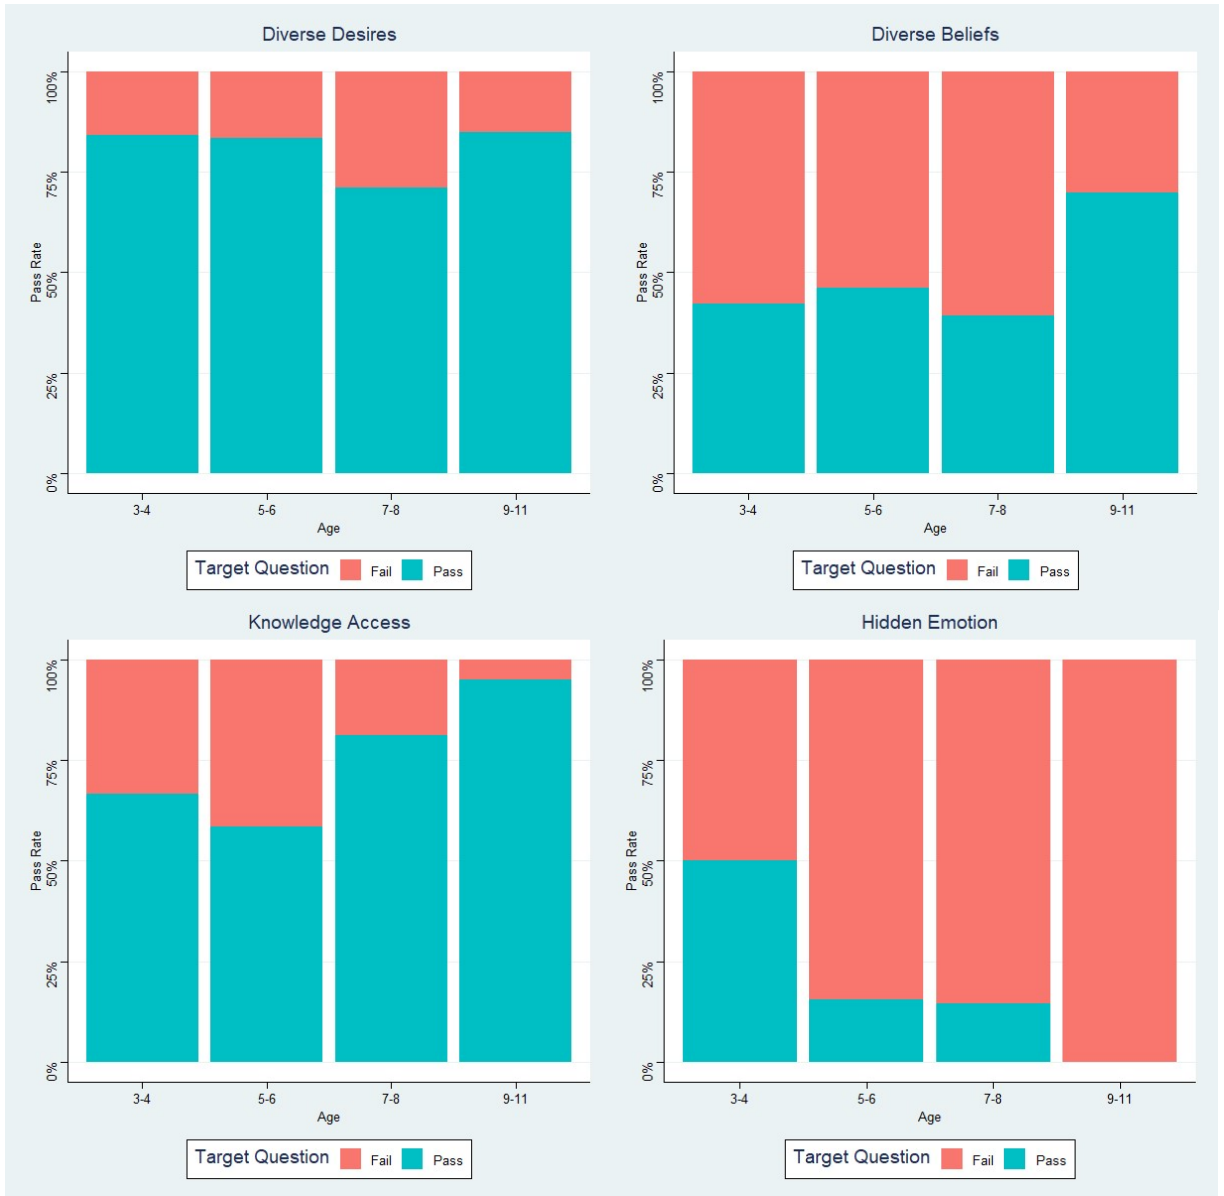 Diverse Desires
Pass Rate
100%
75%
50%
25%
0%
3-4 5-6 7-8 9-11
Age
Target Question Fail Pass
Diverse Beliefs
Pass Rate
100%
75%
50%
25%
0%
3-4 5-6 7-8 9-11
Age
Target Question Fail Pass
Knowledge Access
Pass Rate
100%
75%
50%
25%
0%
3-4 5-6 7-8 9-11
Age
Target Question Fail Pass
Hidden Emotion
Pass Rate
100%
75%
50%
25%
0%
3-4 5-6 7-8 9-11
Age
Target Question Fail Pass